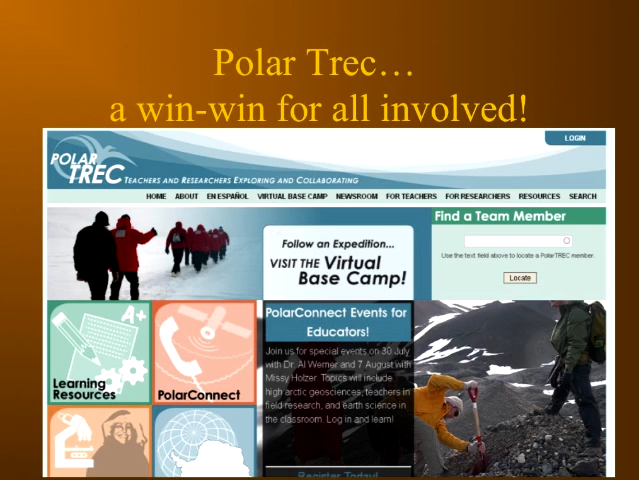 Polar Trec…
a win-win for all involved!
LOGIN
POLAR
TREC TEACHERS AND RESEARCHERS EXPLORING AND COLLABORATING
HOME ABOUT EN ESPAÑOL VIRTUAL BASE CAMP NEWSROOM FOR TEACHERS FOR RESEARCHERS RESOURCES SEARCH
Find a Team Member
Follow an Expedition...
VISIT THE Virtual
Base Camp!
Use the text field above to locate a PolarTREC member.
Locate
A+
Learning
Resources
PolarConnect
PolarConnect Events for
Educators!
Join us for special events on 30 July
with Dr. Al Werner and 7 August with
Missy Holzer. Topics will include
high arctic geosciences, teachers in
field research, and earth science in
the classroom. Log in and learn!
Register Today!